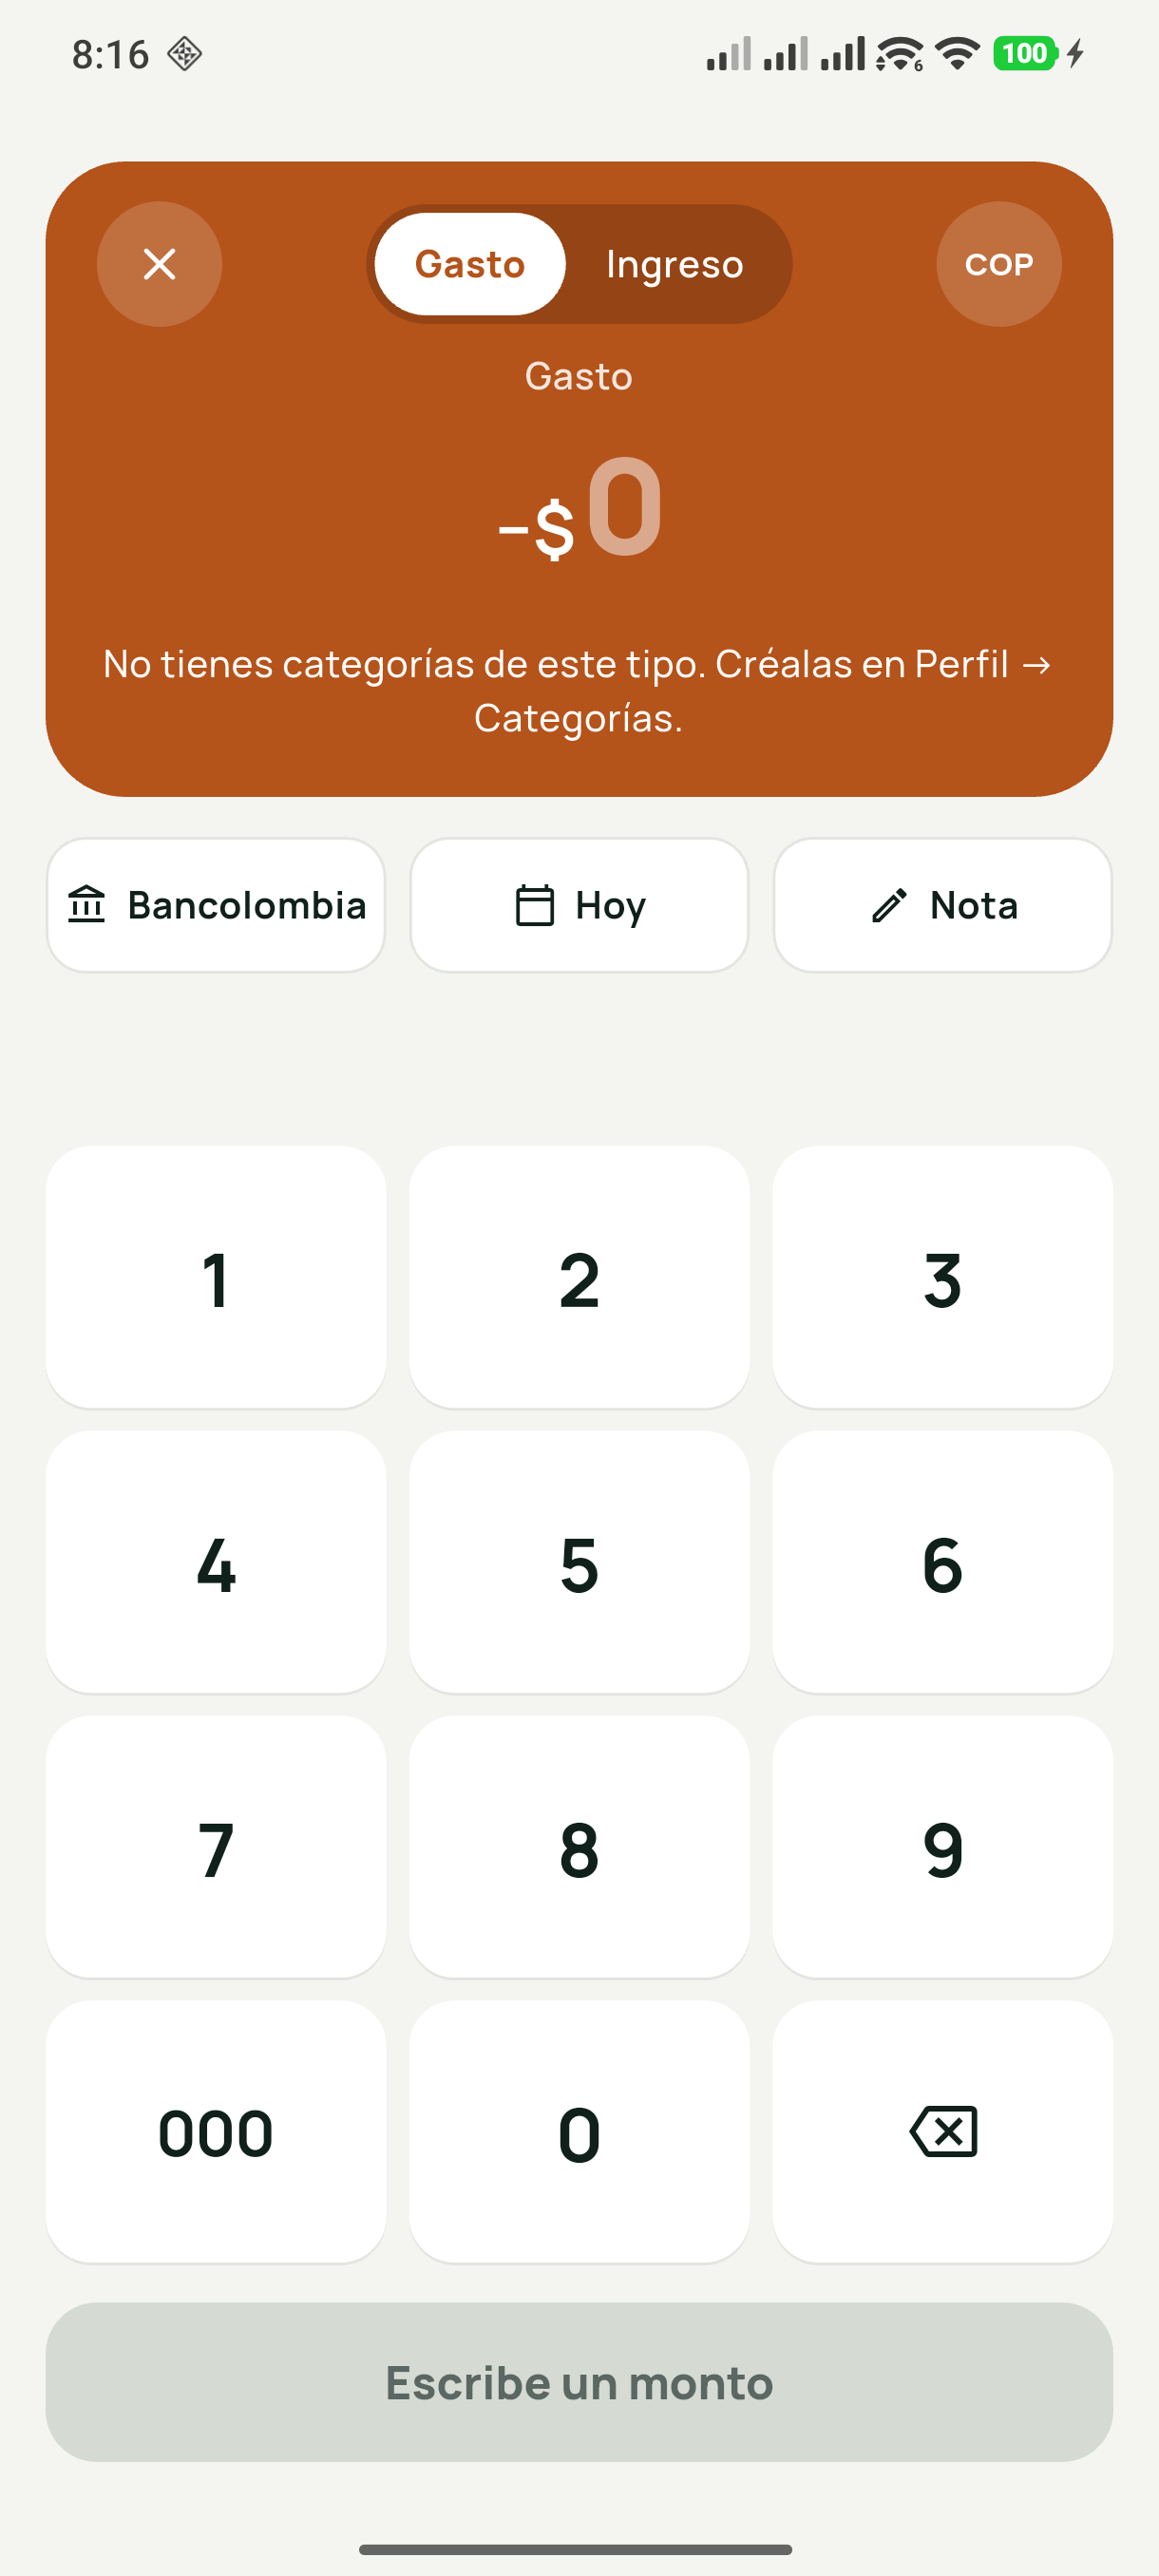 8:16
6
100
Gasto Ingreso COP
Gasto
-$0
No tienes categorías de este tipo. Créalas en Perfil →
Categorías.
Bancolombia Hoy Nota
1 2 3
4 5 6
7 8 9
000 0
Escribe un monto